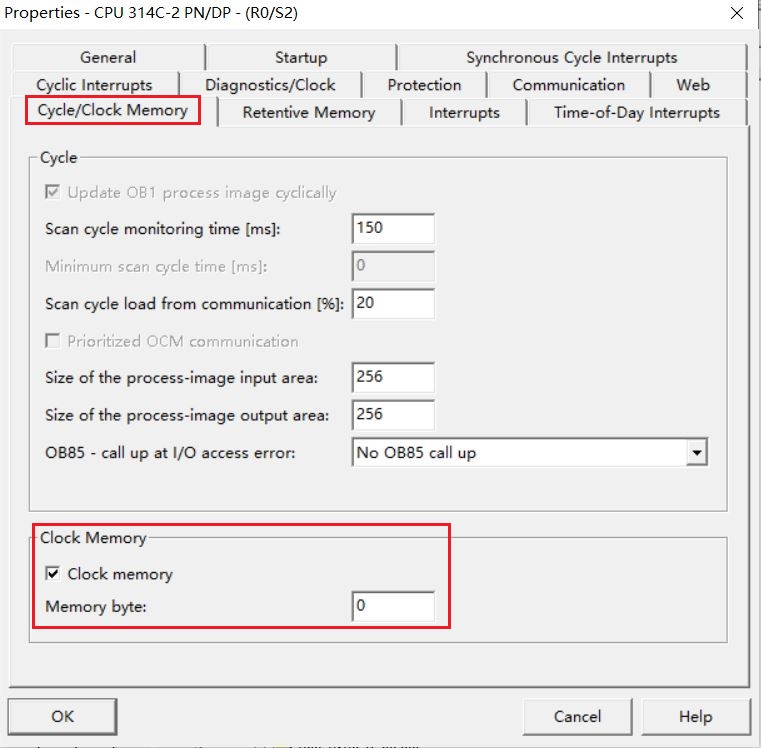 Properties - CPU 314C-2 PN/DP - (R0/S2)
General Startup Synchronous Cycle Interrupts
Cyclic Interrupts Diagnostics/Clock Protection Communication Web
Cycle/Clock Memory Retentive Memory Interrupts Time-of-Day Interrupts
Cycle
Update OB1 process image cyclically
Scan cycle monitoring time [ms]: 150
Minimum scan cycle time [ms]: 0
Scan cycle load from communication [%]: 20
Prioritized OCM communication
Size of the process-image input area: 256
Size of the process-image output area: 256
OB85 - call up at I/O access error: No OB85 call up
Clock Memory
Clock memory
Memory byte: 0
OK Cancel Help